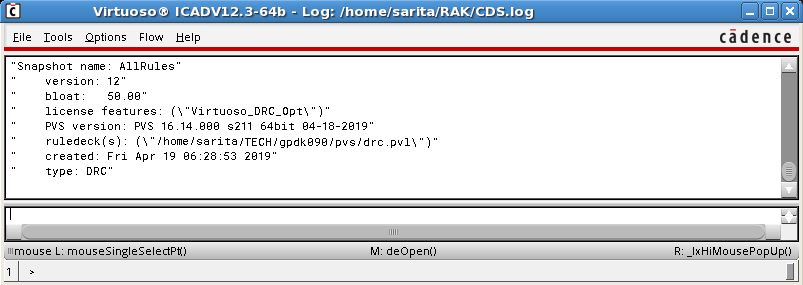 Virtuoso® ICADV12.3-64b - Log: /home/sarita/RAK/CDS.log
File Tools Options Flow Help cādence
"Snapshot name: AllRules"
" version: 12"
" bloat: 50.00"
" license features: (\"Virtuoso_DRC_Opt\")"
" PVS version: PVS 16.14.000 s211 64bit 04-18-2019"
" ruledeck(s): (\"/home/sarita/TECH/gpdk090/pvs/drc.pvl\")"
" created: Fri Apr 19 06:28:53 2019"
" type: DRC"
mouse L: mouseSingleSelectPt() M: deOpen() R: _lxHiMousePopUp()
1 >